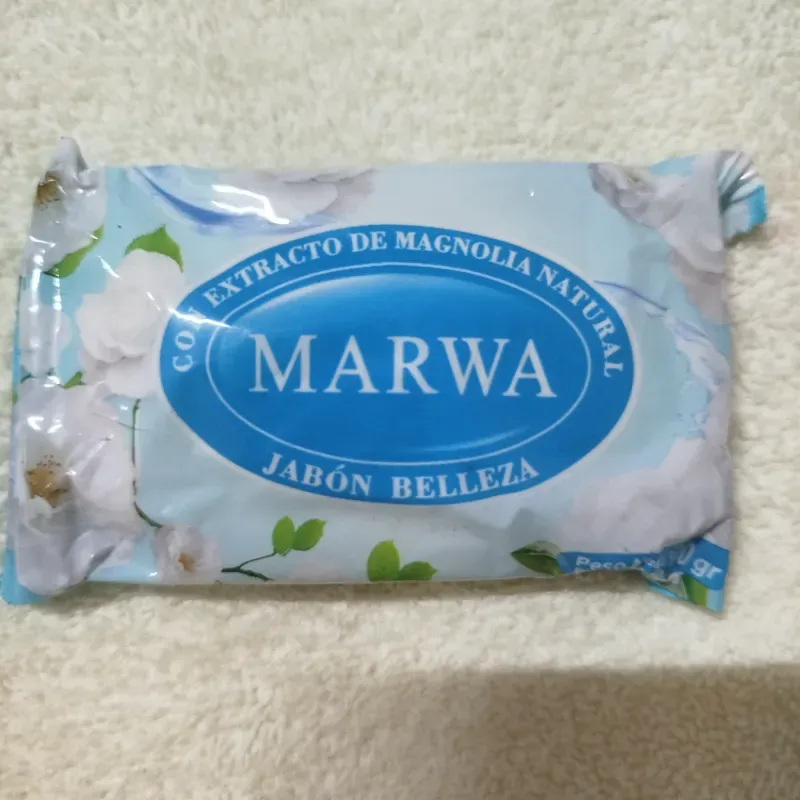 CON EXTRACTO DE MAGNOLIA NATURAL
MARWA
JABÓN BELLEZA
Peso
gr